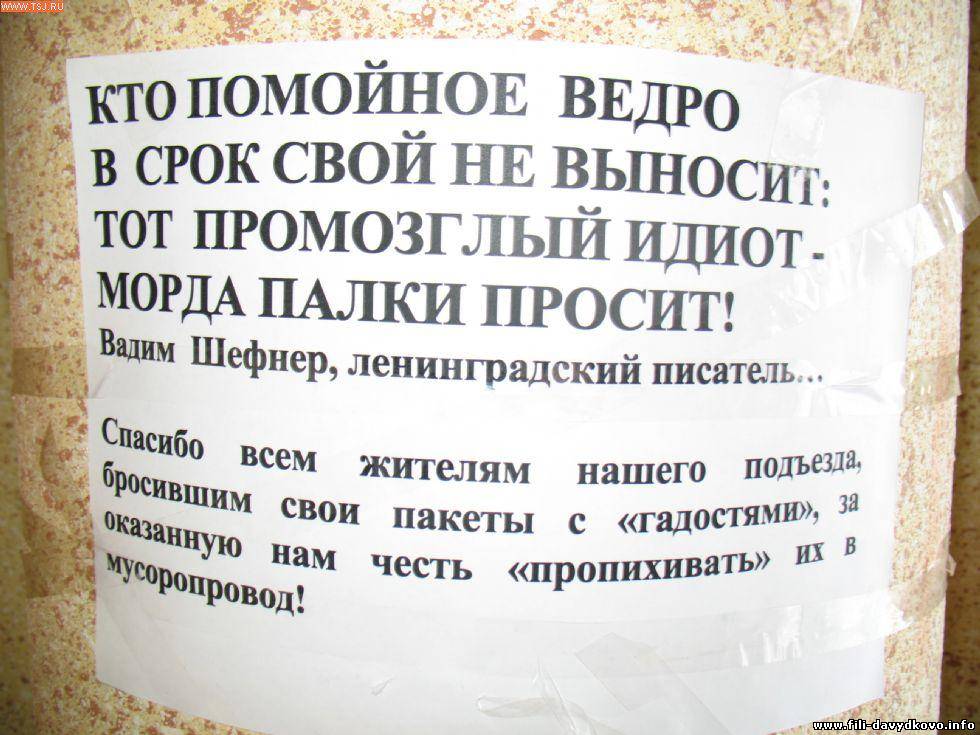 www.TSJ.RU
КТО ПОМОЙНОЕ ВЕДРО
В СРОК СВОЙ НЕ ВЫНОСИТ:
ТОТ ПРОМОЗГЛЫЙ ИДИОТ -
МОРДА ПАЛКИ ПРОСИТ!
Вадим Шефнер, ленинградский писатель...
Спасибо всем жителям нашего подъезда,
бросившим свои пакеты с «гадостями», за
оказанную нам честь «пропихивать» их в
мусоропровод!
www.fili-davydkovo.info